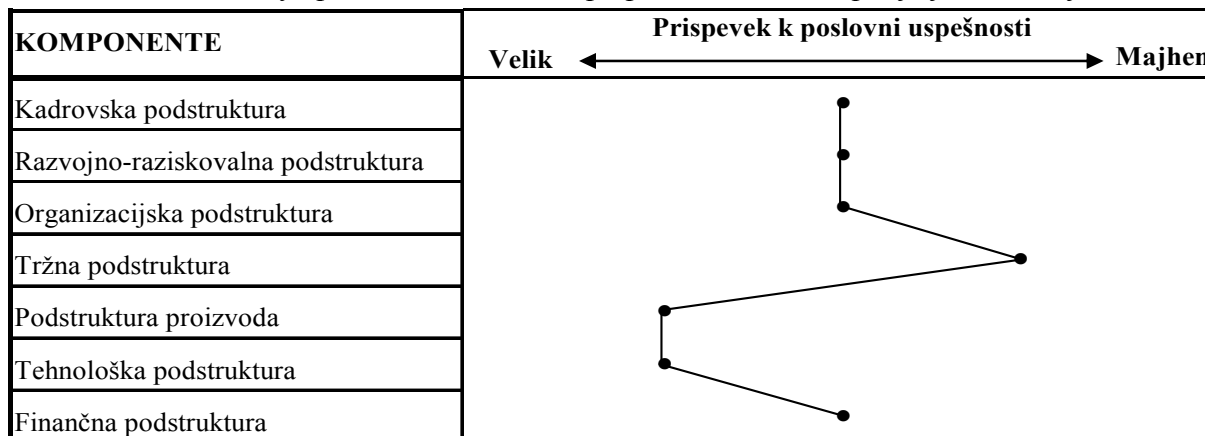 KOMPONENTE
Prispevek k poslovni uspešnosti
Velik Majhen
Kadrovska podstruktura
Razvojno-raziskovalna podstruktura
Organizacijska podstruktura
Tržna podstruktura
Podstruktura proizvoda
Tehnološka podstruktura
Finančna podstruktura